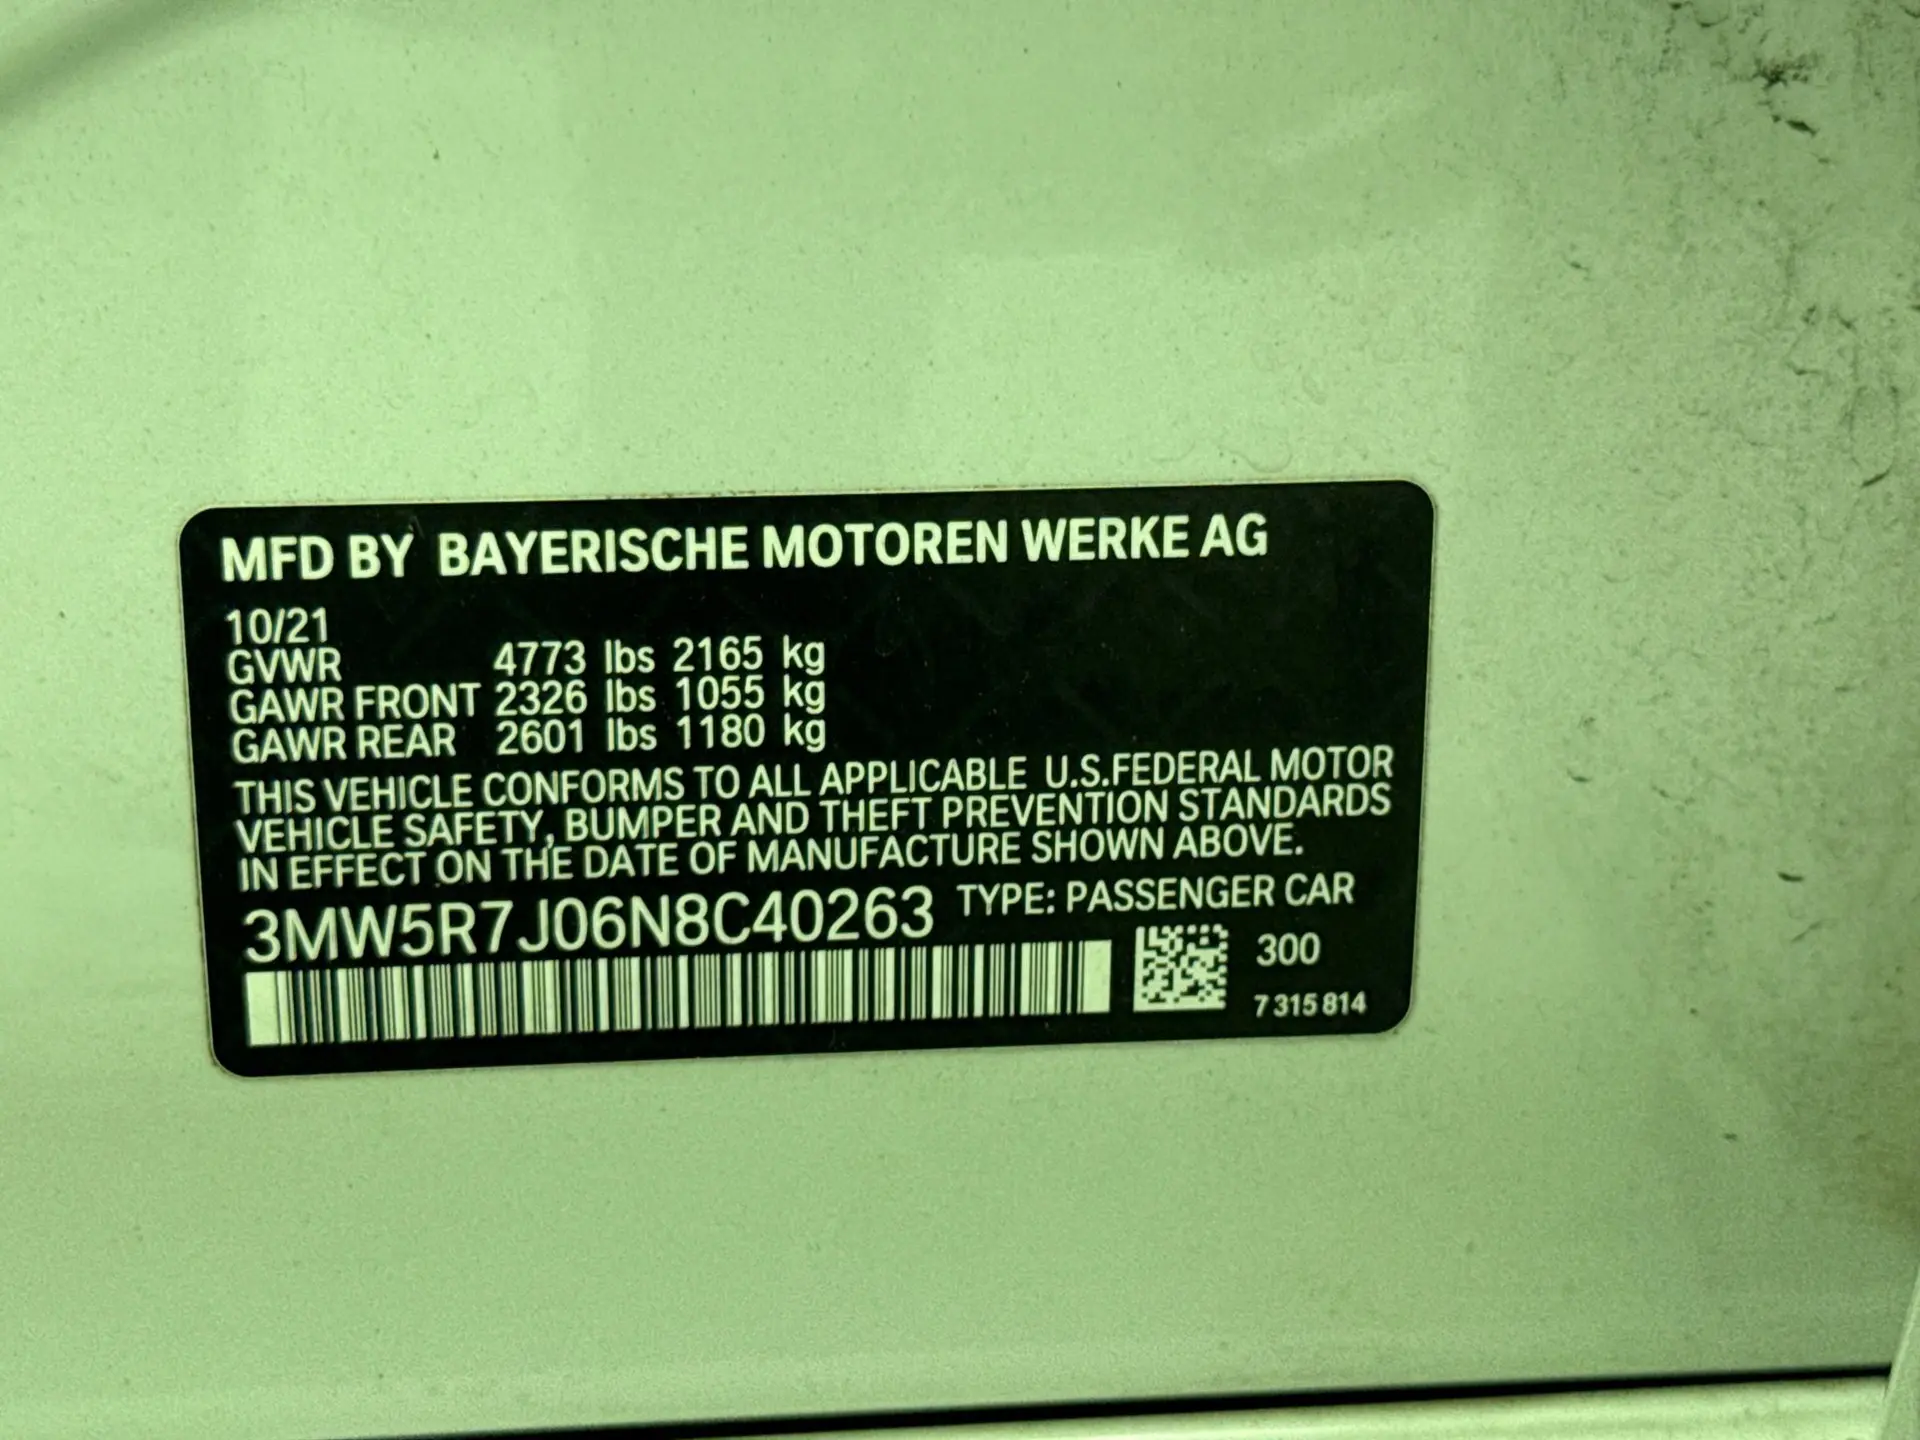 MFD BY BAYERISCHE MOTOREN WERKE AG
10/21
GVWR 4773 lbs 2165 kg
GAWR FRONT 2326 lbs 1055 kg
GAWR REAR 2601 lbs 1180 kg
THIS VEHICLE CONFORMS TO ALL APPLICABLE U.S.FEDERAL MOTOR
VEHICLE SAFETY, BUMPER AND THEFT PREVENTION STANDARDS
IN EFFECT ON THE DATE OF MANUFACTURE SHOWN ABOVE.
3MW5R7J06N8C40263 TYPE: PASSENGER CAR
300
7 315 814